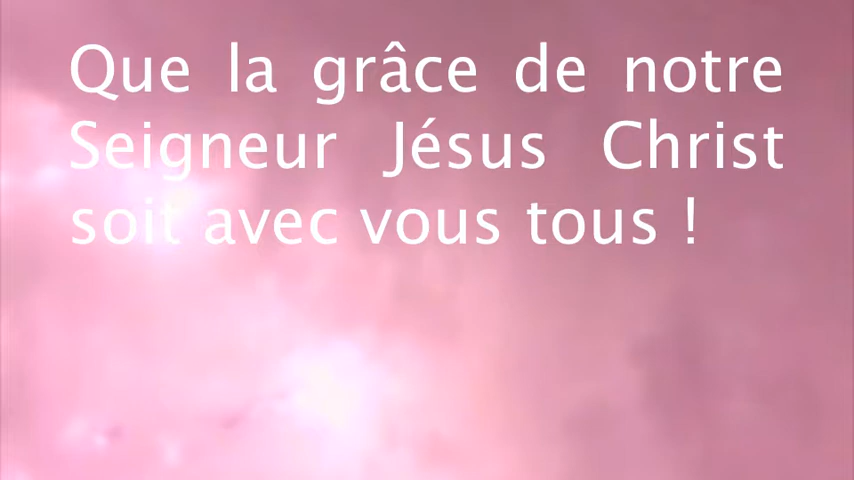 Que la grâce de notre
Seigneur Jésus Christ
soit avec vous tous !